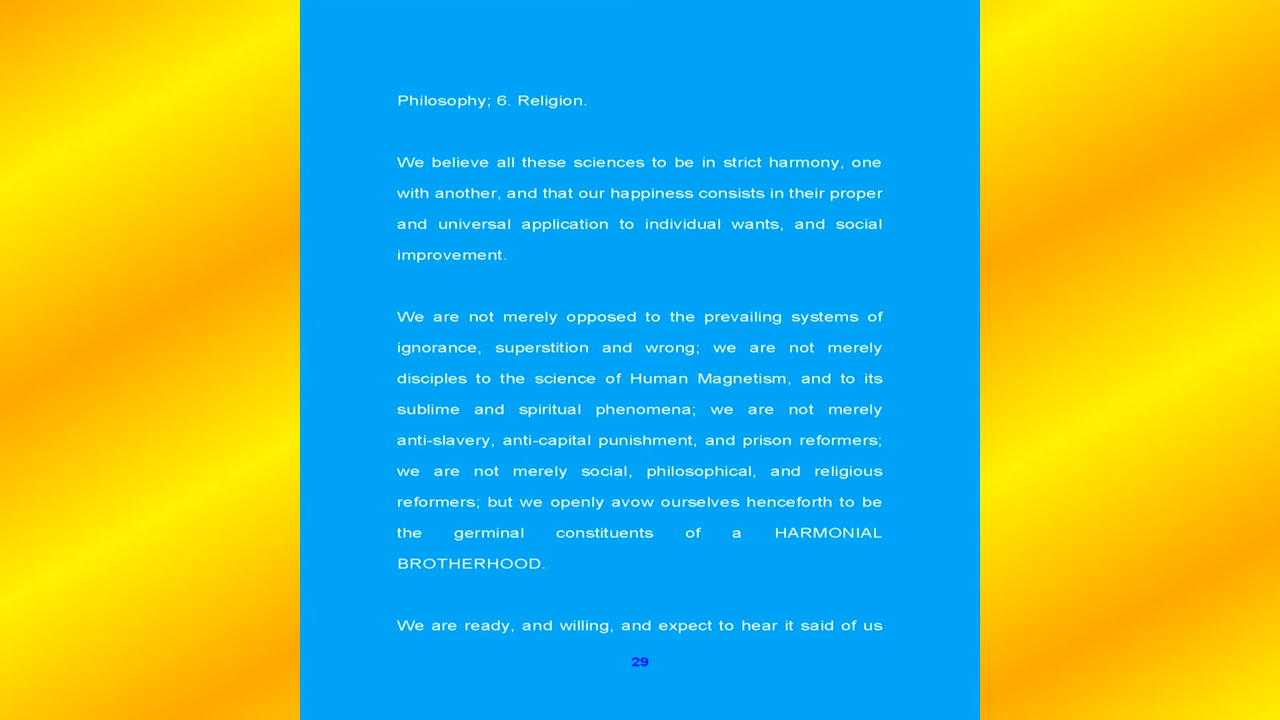 Philosophy; 6. Religion.
We believe all these sciences to be in strict harmony, one
with another, and that our happiness consists in their proper
and universal application to individual wants, and social
improvement.
We are not merely opposed to the prevailing systems of
ignorance, superstition and wrong; we are not merely
disciples to the science of Human Magnetism, and to its
sublime and spiritual phenomena; we are not merely
anti-slavery, anti-capital punishment, and prison reformers;
we are not merely social, philosophical, and religious
reformers; but we openly avow ourselves henceforth to be
the germinal constituents of a HARMONIAL
BROTHERHOOD.
We are ready, and willing, and expect to hear it said of us
29